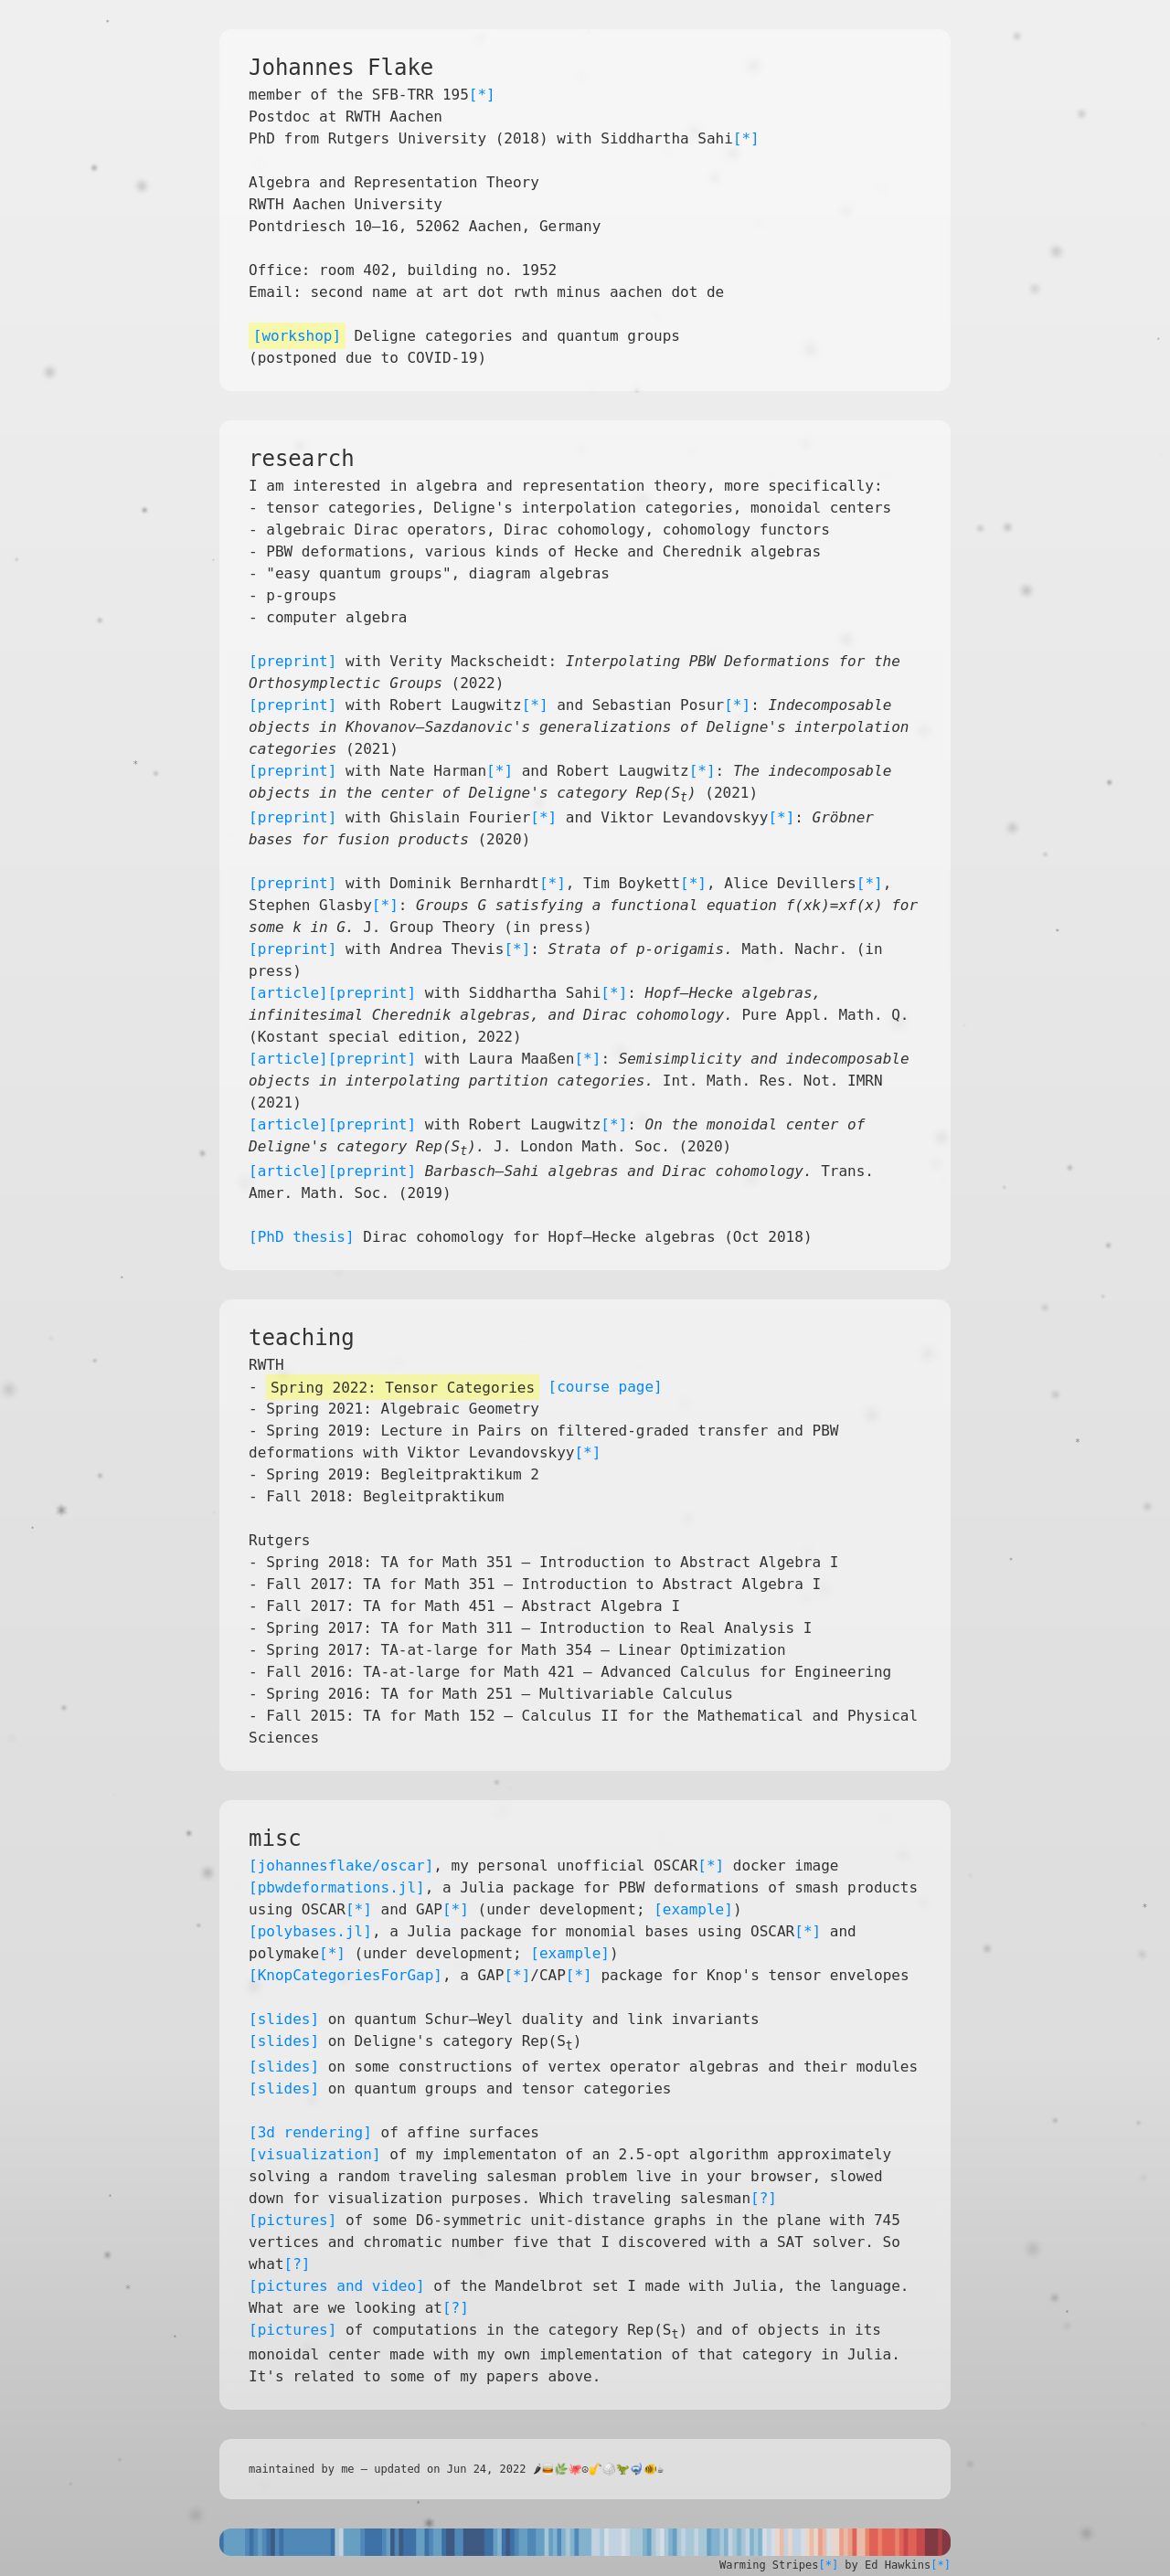 Johannes Flake
member of the SFB-TRR 195[*]
Postdoc at RWTH Aachen
PhD from Rutgers University (2018) with Siddhartha Sahi[*]
Algebra and Representation Theory
RWTH Aachen University
Pontdriesch 10–16, 52062 Aachen, Germany
Office: room 402, building no. 1952
Email: second name at art dot rwth minus aachen dot de
[workshop] Deligne categories and quantum groups
(postponed due to COVID-19)
research
I am interested in algebra and representation theory, more specifically:
- tensor categories, Deligne's interpolation categories, monoidal centers
- algebraic Dirac operators, Dirac cohomology, cohomology functors
- PBW deformations, various kinds of Hecke and Cherednik algebras
- "easy quantum groups", diagram algebras
- p-groups
- computer algebra
[preprint] with Verity Mackscheidt: Interpolating PBW Deformations for the
Orthosymplectic Groups (2022)
[preprint] with Robert Laugwitz[*] and Sebastian Posur[*]: Indecomposable
objects in Khovanov–Sazdanovic's generalizations of Deligne's interpolation
categories (2021)
[preprint] with Nate Harman[*] and Robert Laugwitz[*]: The indecomposable
objects in the center of Deligne's category Rep(St) (2021)
[preprint] with Ghislain Fourier[*] and Viktor Levandovskyy[*]: Gröbner
bases for fusion products (2020)
[preprint] with Dominik Bernhardt[*], Tim Boykett[*], Alice Devillers[*],
Stephen Glasby[*]: Groups G satisfying a functional equation f(xk)=xf(x) for
some k in G. J. Group Theory (in press)
[preprint] with Andrea Thevis[*]: Strata of p-origamis. Math. Nachr. (in
press)
[article][preprint] with Siddhartha Sahi[*]: Hopf–Hecke algebras,
infinitesimal Cherednik algebras, and Dirac cohomology. Pure Appl. Math. Q.
(Kostant special edition, 2022)
[article][preprint] with Laura Maaßen[*]: Semisimplicity and indecomposable
objects in interpolating partition categories. Int. Math. Res. Not. IMRN
(2021)
[article][preprint] with Robert Laugwitz[*]: On the monoidal center of
Deligne's category Rep(St). J. London Math. Soc. (2020)
[article][preprint] Barbasch–Sahi algebras and Dirac cohomology. Trans.
Amer. Math. Soc. (2019)
[PhD thesis] Dirac cohomology for Hopf–Hecke algebras (Oct 2018)
teaching
RWTH
- Spring 2022: Tensor Categories [course page]
- Spring 2021: Algebraic Geometry
- Spring 2019: Lecture in Pairs on filtered-graded transfer and PBW
deformations with Viktor Levandovskyy[*]
- Spring 2019: Begleitpraktikum 2
- Fall 2018: Begleitpraktikum
Rutgers
- Spring 2018: TA for Math 351 – Introduction to Abstract Algebra I
- Fall 2017: TA for Math 351 – Introduction to Abstract Algebra I
- Fall 2017: TA for Math 451 – Abstract Algebra I
- Spring 2017: TA for Math 311 – Introduction to Real Analysis I
- Spring 2017: TA-at-large for Math 354 – Linear Optimization
- Fall 2016: TA-at-large for Math 421 – Advanced Calculus for Engineering
- Spring 2016: TA for Math 251 – Multivariable Calculus
- Fall 2015: TA for Math 152 – Calculus II for the Mathematical and Physical
Sciences
misc
[johannesflake/oscar], my personal unofficial OSCAR[*] docker image
[pbwdeformations.jl], a Julia package for PBW deformations of smash products
using OSCAR[*] and GAP[*] (under development; [example])
[polybases.jl], a Julia package for monomial bases using OSCAR[*] and
polymake[*] (under development; [example])
[KnopCategoriesForGap], a GAP[*]/CAP[*] package for Knop's tensor envelopes
[slides] on quantum Schur–Weyl duality and link invariants
[slides] on Deligne's category Rep(St)
[slides] on some constructions of vertex operator algebras and their modules
[slides] on quantum groups and tensor categories
[3d rendering] of affine surfaces
[visualization] of my implementaton of an 2.5-opt algorithm approximately
solving a random traveling salesman problem live in your browser, slowed
down for visualization purposes. Which traveling salesman[?]
[pictures] of some D6-symmetric unit-distance graphs in the plane with 745
vertices and chromatic number five that I discovered with a SAT solver. So
what[?]
[pictures and video] of the Mandelbrot set I made with Julia, the language.
What are we looking at[?]
[pictures] of computations in the category Rep(St) and of objects in its
monoidal center made with my own implementation of that category in Julia.
It's related to some of my papers above.
maintained by me – updated on Jun 24, 2022
Warming Stripes[*] by Ed Hawkins[*]